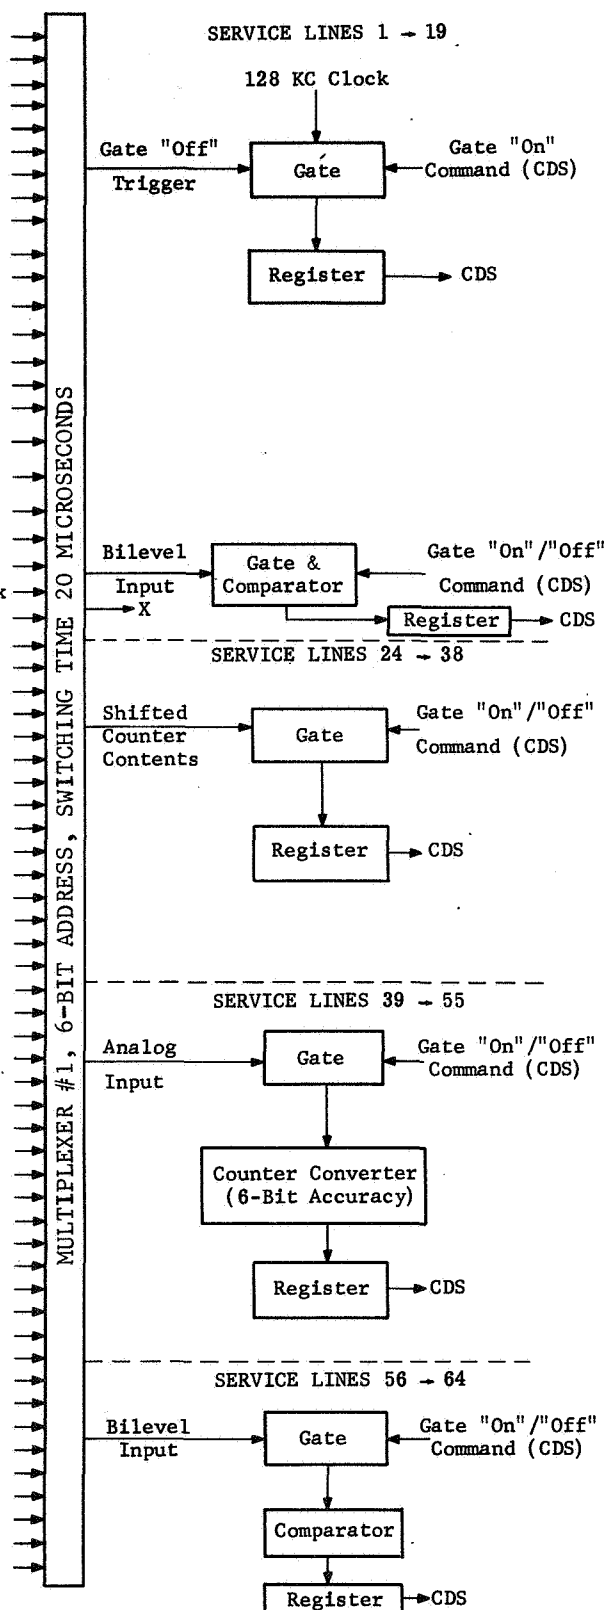 MULTIPLEXER #1, 6-BIT ADDRESS, SWITCHING TIME 20 MICROSECONDS
SERVICE LINES 1 → 19
128 KC Clock
Gate "Off"
Trigger
Gate
Gate "On"
Command (CDS)
Register
CDS
Bilevel
Input
Gate &
Comparator
Gate "On"/"Off"
Command (CDS)
X
Register
CDS
SERVICE LINES 24 → 38
Shifted
Counter
Contents
Gate
Gate "On"/"Off"
Command (CDS)
Register
CDS
SERVICE LINES 39 → 55
Analog
Input
Gate
Gate "On"/"Off"
Command (CDS)
Counter Converter
(6-Bit Accuracy)
Register
CDS
SERVICE LINES 56 → 64
Bilevel
Input
Gate
Gate "On"/"Off"
Command (CDS)
Comparator
Register
CDS